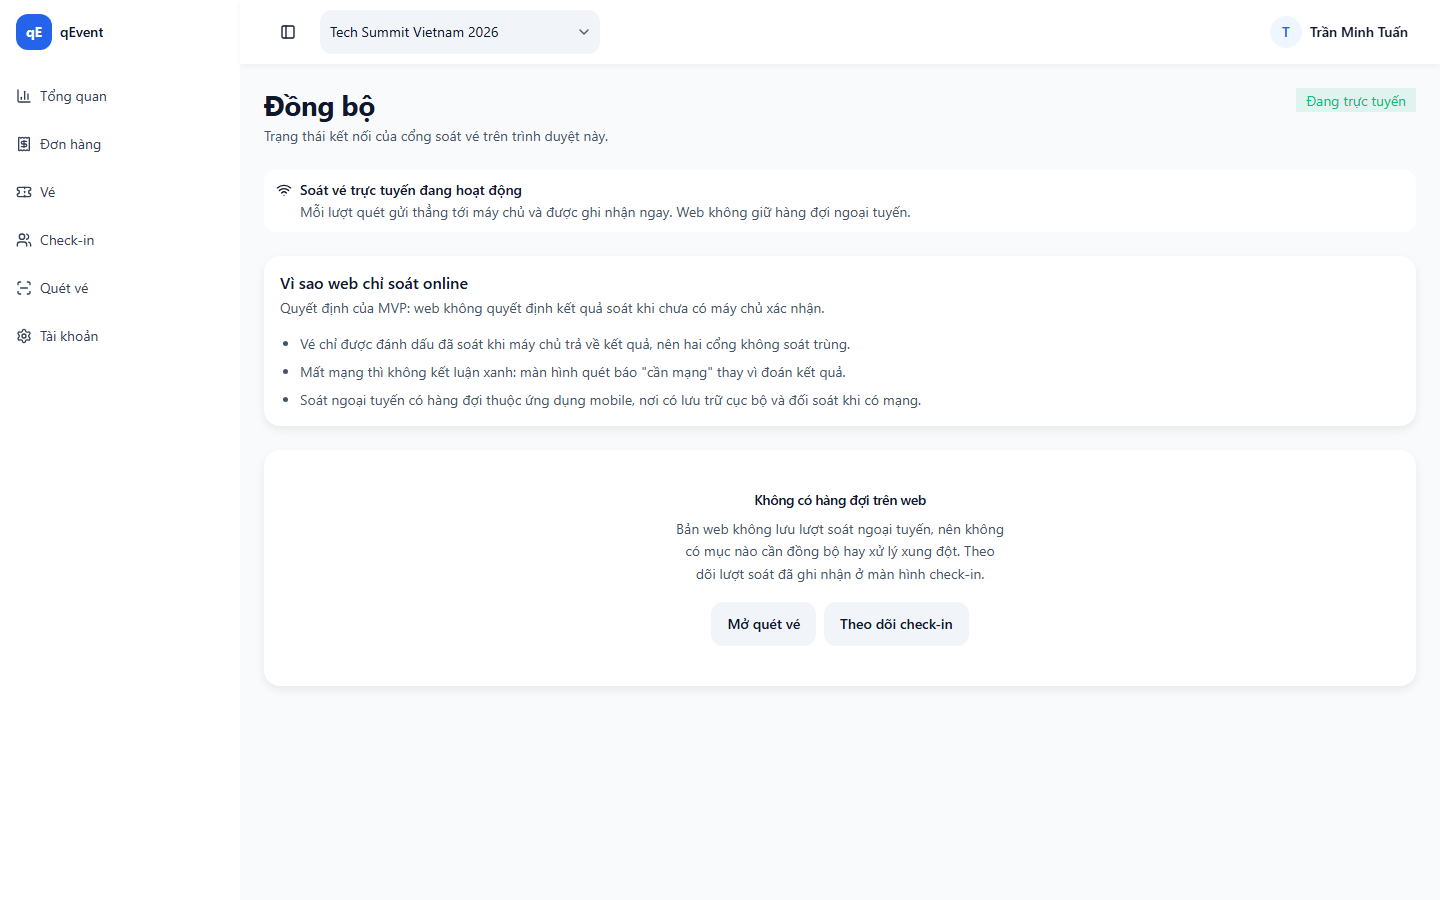 qE qEvent
Tech Summit Vietnam 2026
T Trần Minh Tuấn
Tổng quan
Đơn hàng
Vé
Check-in
Quét vé
Tài khoản
Đồng bộ
Đang trực tuyến
Trạng thái kết nối của cổng soát vé trên trình duyệt này.
Soát vé trực tuyến đang hoạt động
Mỗi lượt quét gửi thẳng tới máy chủ và được ghi nhận ngay. Web không giữ hàng đợi ngoại tuyến.
Vì sao web chỉ soát online
Quyết định của MVP: web không quyết định kết quả soát khi chưa có máy chủ xác nhận.
• Vé chỉ được đánh dấu đã soát khi máy chủ trả về kết quả, nên hai cổng không soát trùng.
• Mất mạng thì không kết luận xanh: màn hình quét báo "cần mạng" thay vì đoán kết quả.
• Soát ngoại tuyến có hàng đợi thuộc ứng dụng mobile, nơi có lưu trữ cục bộ và đối soát khi có mạng.
Không có hàng đợi trên web
Bản web không lưu lượt soát ngoại tuyến, nên không
có mục nào cần đồng bộ hay xử lý xung đột. Theo
dõi lượt soát đã ghi nhận ở màn hình check-in.
Mở quét vé
Theo dõi check-in